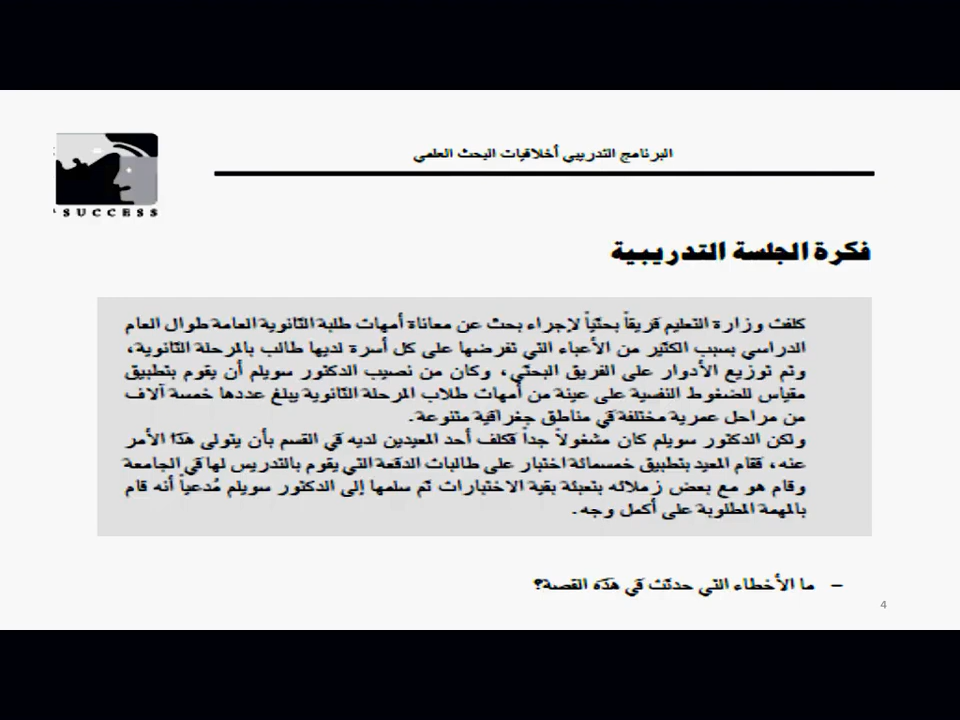 البرنامج التدريبي أخلاقيات البحث العلمي
SUCCESS
فكرة الجلسة التدريبية
كلفت وزارة التعليم فريقاً بحثياً لإجراء بحث عن معاناة أمهات طلبة الثانوية العامة طوال العام
الدراسي بسبب الكثير من الأعباء التي تفرضها على كل أسرة لديها طالب بالمرحلة الثانوية،
وتم توزيع الأدوار على الفريق البحثي، وكان من نصيب الدكتور سويلم أن يقوم بتطبيق
مقياس للضغوط النفسية على عينة من أمهات طلاب المرحلة الثانوية يبلغ عددها خمسة آلاف
من مراحل عمرية مختلفة في مناطق جغرافية متنوعة.
ولكن الدكتور سويلم كان مشغولاً جداً فكلف أحد المعيدين لديه في القسم بأن يتولى هذا الأمر
عنه، فقام المعيد بتطبيق خمسمائة اختبار على طالبات الدفعة التي يقوم بالتدريس لها في الجامعة
وقام هو مع بعض زملائه بتعبئة بقية الاختبارات ثم سلمها إلى الدكتور سويلم مُدعياً أنه قام
بالمهمة المطلوبة على أكمل وجه.
– ما الأخطاء التي حدثت في هذه القصة؟
4